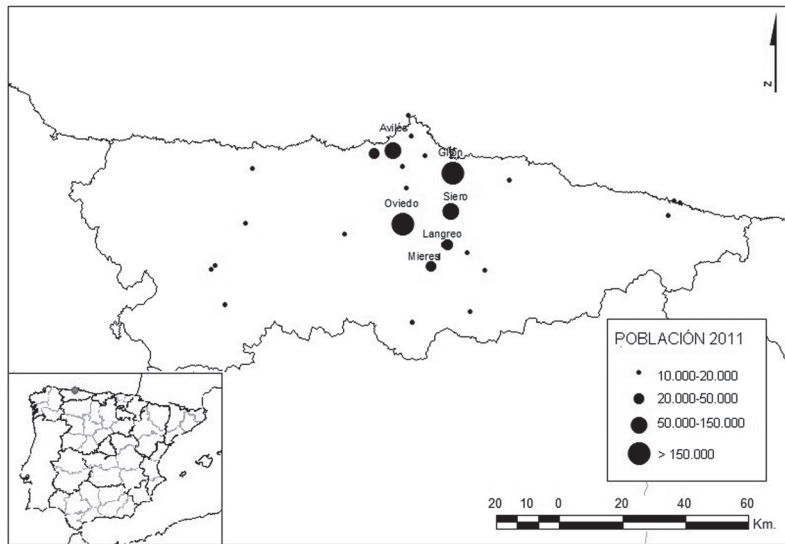 N
Avilés
Gijón
Siero
Oviedo
Langreo
Mieres
POBLACIÓN 2011
10.000-20.000
20.000-50.000
50.000-150.000
> 150.000
20 10 0 20 40 60
Km.